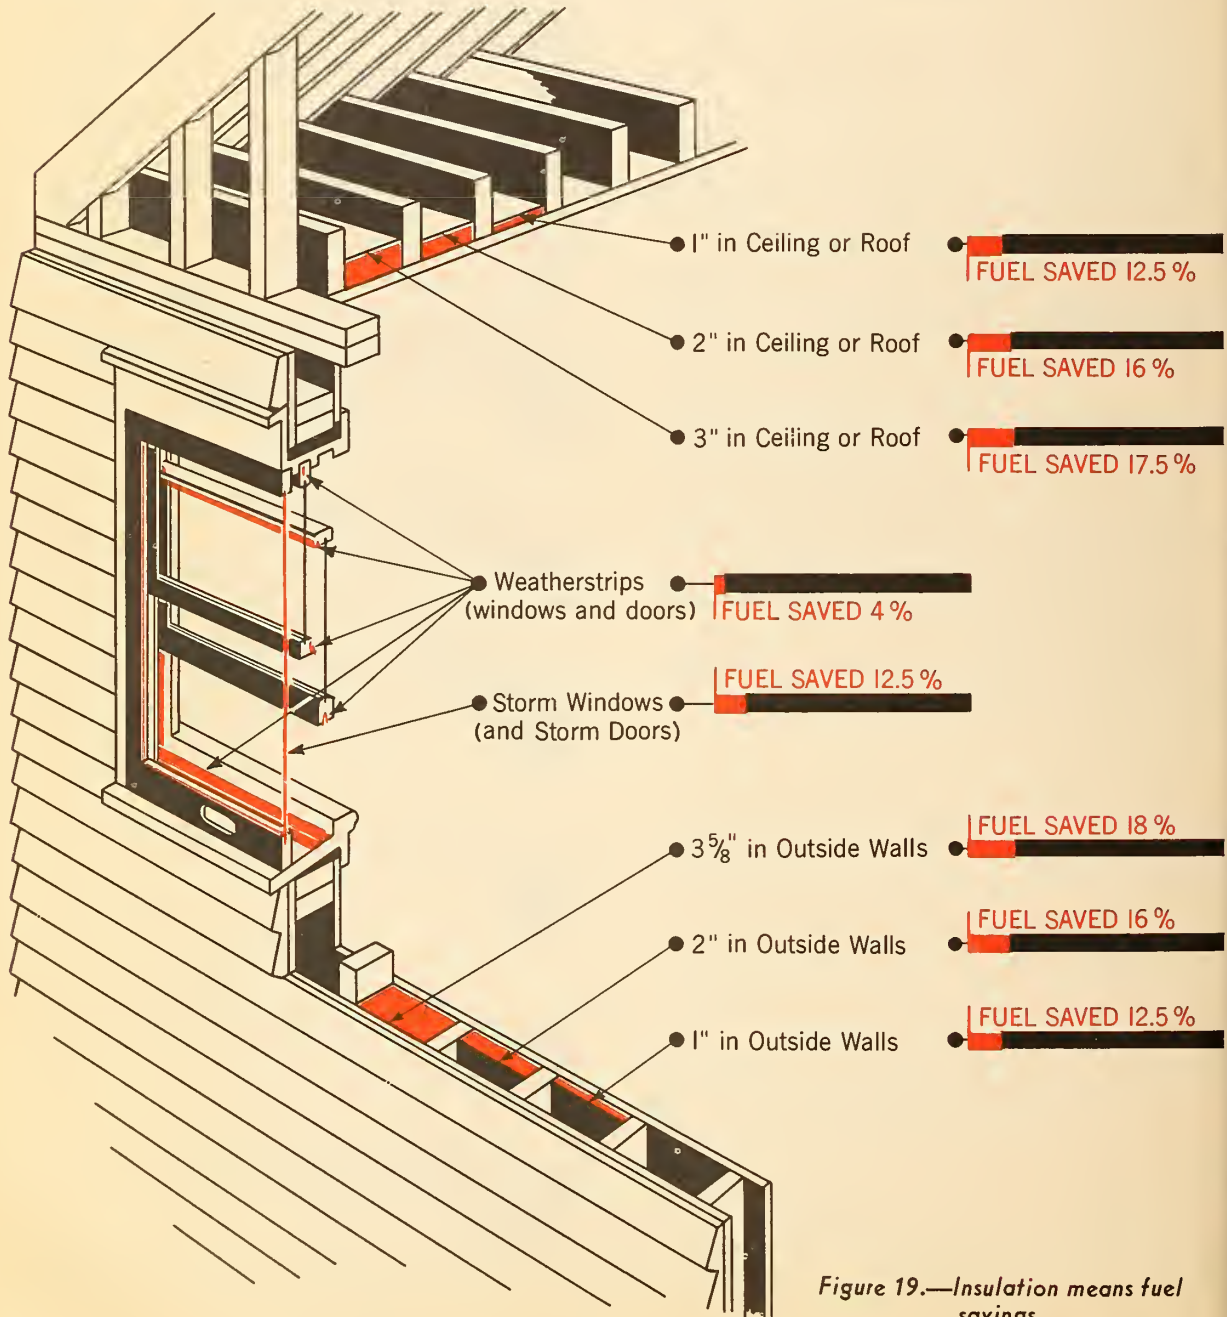 1" in Ceiling or Roof
FUEL SAVED 12.5 %
2" in Ceiling or Roof
FUEL SAVED 16 %
3" in Ceiling or Roof
FUEL SAVED 17.5 %
Weatherstrips
(windows and doors)
FUEL SAVED 4 %
FUEL SAVED 12.5 %
Storm Windows
(and Storm Doors)
FUEL SAVED 18 %
3 5/8" in Outside Walls
FUEL SAVED 16 %
2" in Outside Walls
FUEL SAVED 12.5 %
1" in Outside Walls
Figure 19.—Insulation means fuel
savings